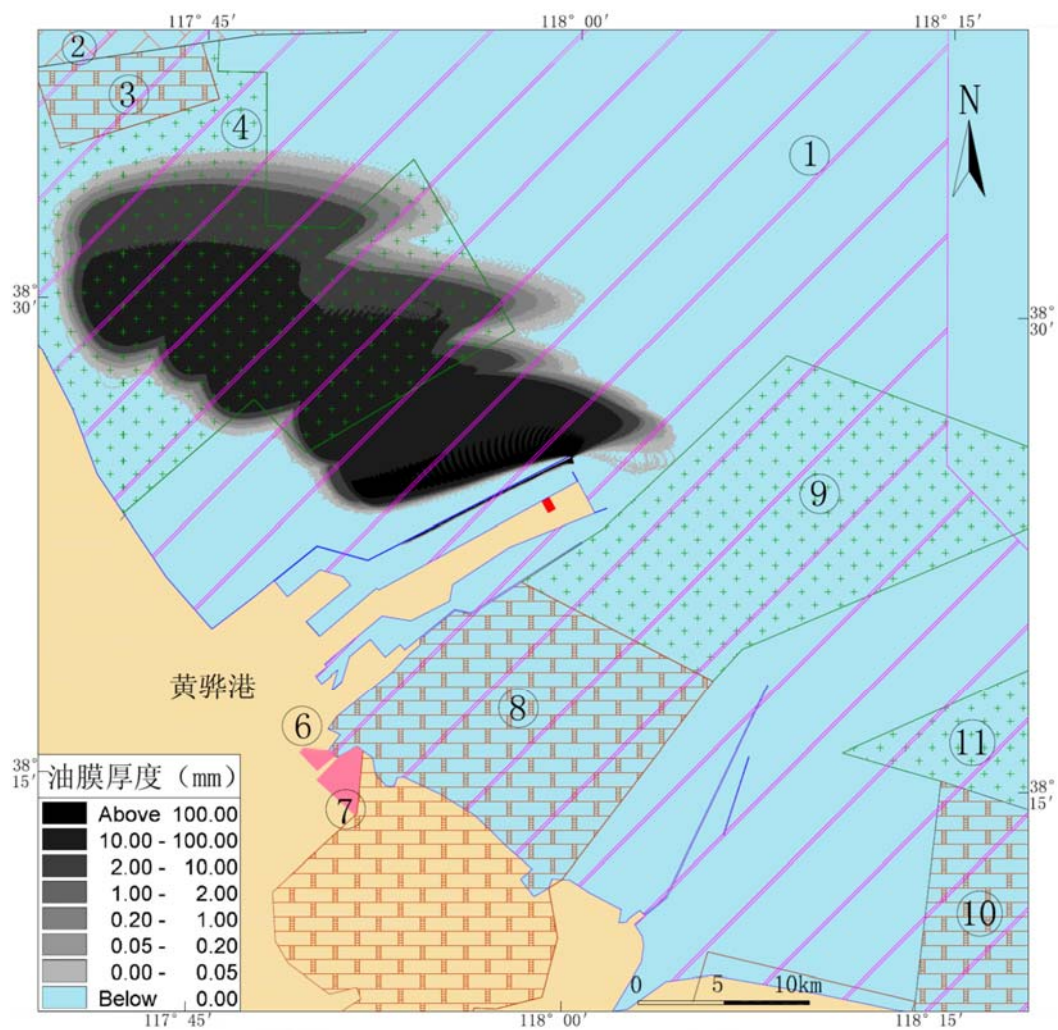 117° 45′
118° 00′
118° 15′
②
③
④
①
N
38°
30′
38°
30′
⑨
黄骅港
⑧
⑥
⑪
38°
15′
38°
15′
⑦
油膜厚度（mm）
Above 100.00
10.00 - 100.00
2.00 - 10.00
1.00 - 2.00
0.20 - 1.00
0.05 - 0.20
0.00 - 0.05
Below 0.00
⑩
0 5 10km
117° 45′
118° 00′
118° 15′